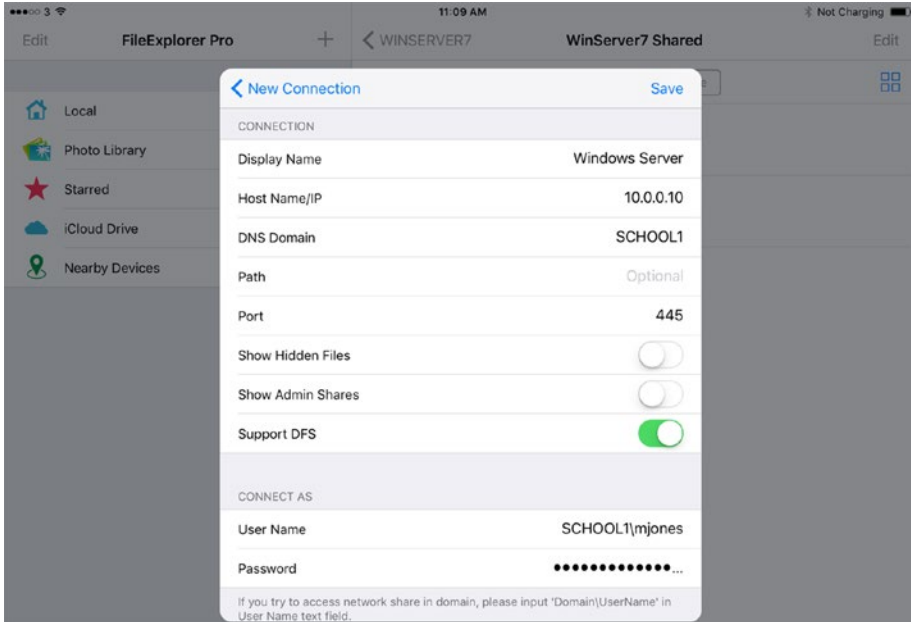 3
11:09 AM
Not Charging
Edit
FileExplorer Pro
WINSERVER7
WinServer7 Shared
Edit
Local
Photo Library
Starred
iCloud Drive
Nearby Devices
New Connection
Save
CONNECTION
Display Name
Windows Server
Host Name/IP
10.0.0.10
DNS Domain
SCHOOL1
Path
Optional
Port
445
Show Hidden Files
Show Admin Shares
Support DFS
CONNECT AS
User Name
SCHOOL1\mjones
Password
●●●●●●●●●●●●●...
If you try to access network share in domain, please input 'Domain\UserName' in
User Name text field.